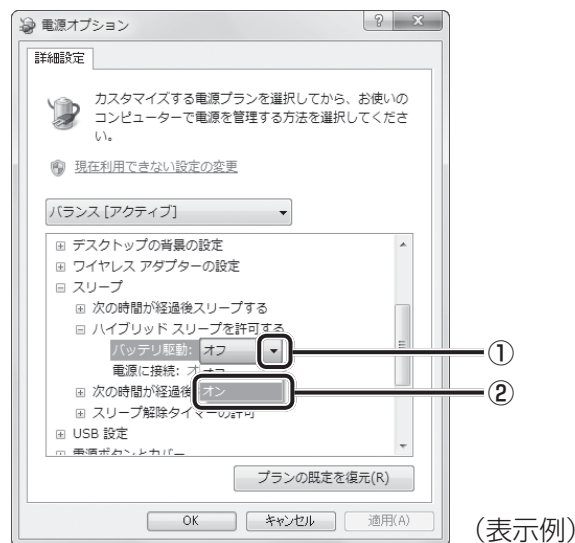 電源オプション
詳細設定
カスタマイズする電源プランを選択してから、お使いの
コンピューターで電源を管理する方法を選択してくださ
い。
現在利用できない設定の変更
バランス [アクティブ]
デスクトップの背景の設定
ワイヤレス アダプターの設定
スリープ
次の時間が経過後スリープする
ハイブリッド スリープを許可する
バッテリ駆動: オフ
①
電源に接続:
次の時間が経過後 オン
②
スリープ解除タイマーの許可
USB 設定
電源ボタンとカバー
プランの既定を復元(R)
OK キャンセル 適用(A)
(表示例)